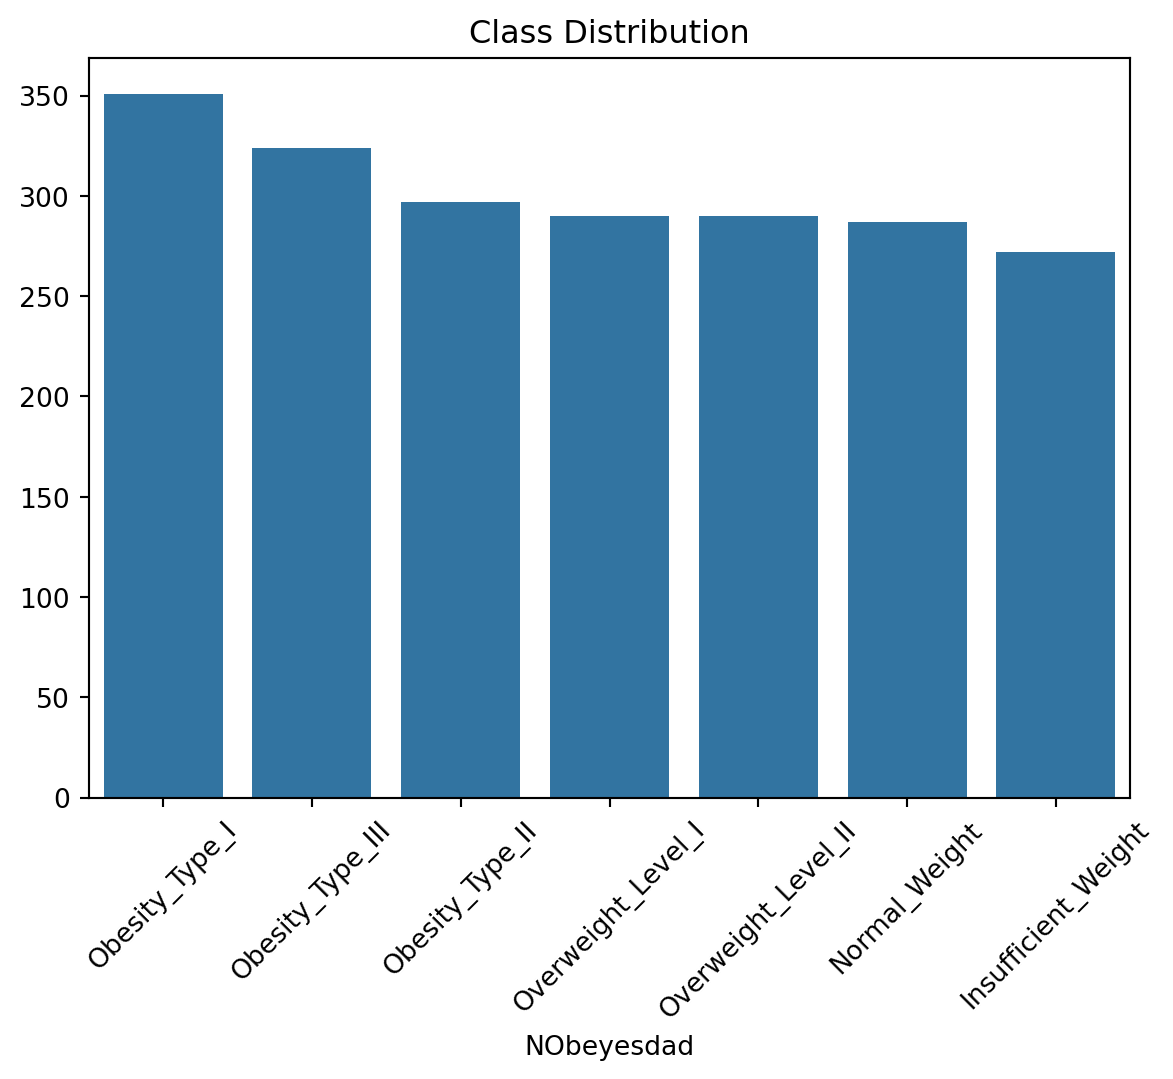 Class Distribution
350
300
250
200
150
100
50
0
Obesity_Type_I
Obesity_Type_III
Obesity_Type_II
Overweight_Level_I
Overweight_Level_II
Normal_Weight
Insufficient_Weight
NObeyesdad